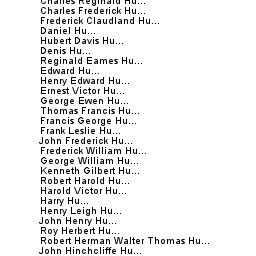 Charles Reginald Hu...
Charles Frederick Hu...
Frederick Claudland Hu...
Daniel Hu...
Hubert Davis Hu...
Denis Hu...
Reginald Eames Hu...
Edward Hu...
Henry Edward Hu...
Ernest Victor Hu...
George Ewen Hu...
Thomas Francis Hu...
Francis George Hu...
Frank Leslie Hu...
John Frederick Hu...
Frederick William Hu...
George William Hu...
Kenneth Gilbert Hu...
Robert Harold Hu...
Harold Victor Hu...
Harry Hu...
Henry Leigh Hu...
John Henry Hu...
Roy Herbert Hu...
Robert Herman Walter Thomas Hu...
John Hinchcliffe Hu...